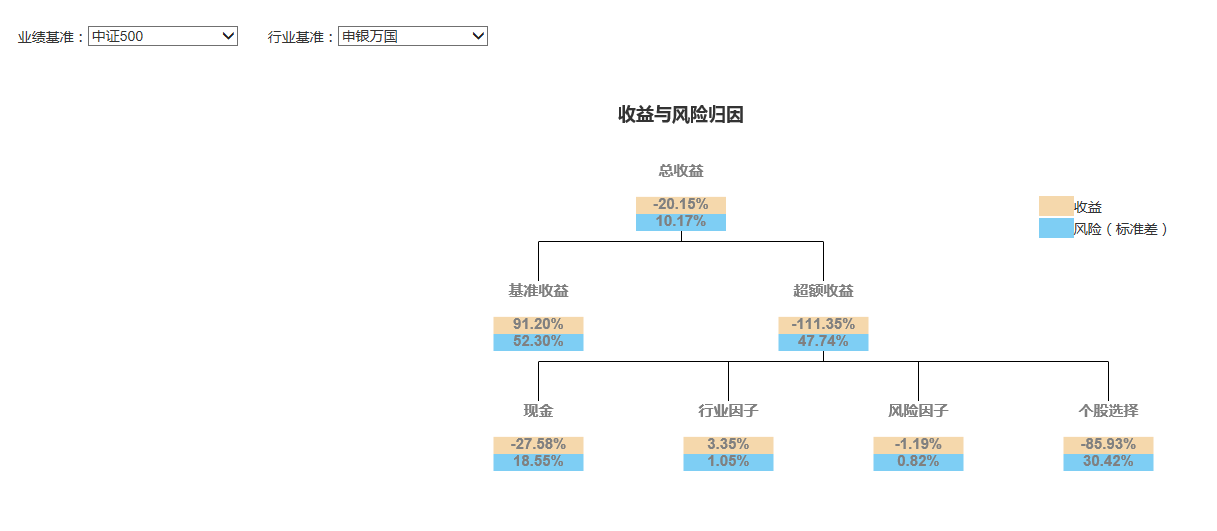 业绩基准：中证500 行业基准：申银万国
收益与风险归因
总收益
-20.15%
10.17%
收益
风险（标准差）
基准收益 超额收益
91.20% -111.35%
52.30% 47.74%
现金 行业因子 风险因子 个股选择
-27.58% 3.35% -1.19% -85.93%
18.55% 1.05% 0.82% 30.42%